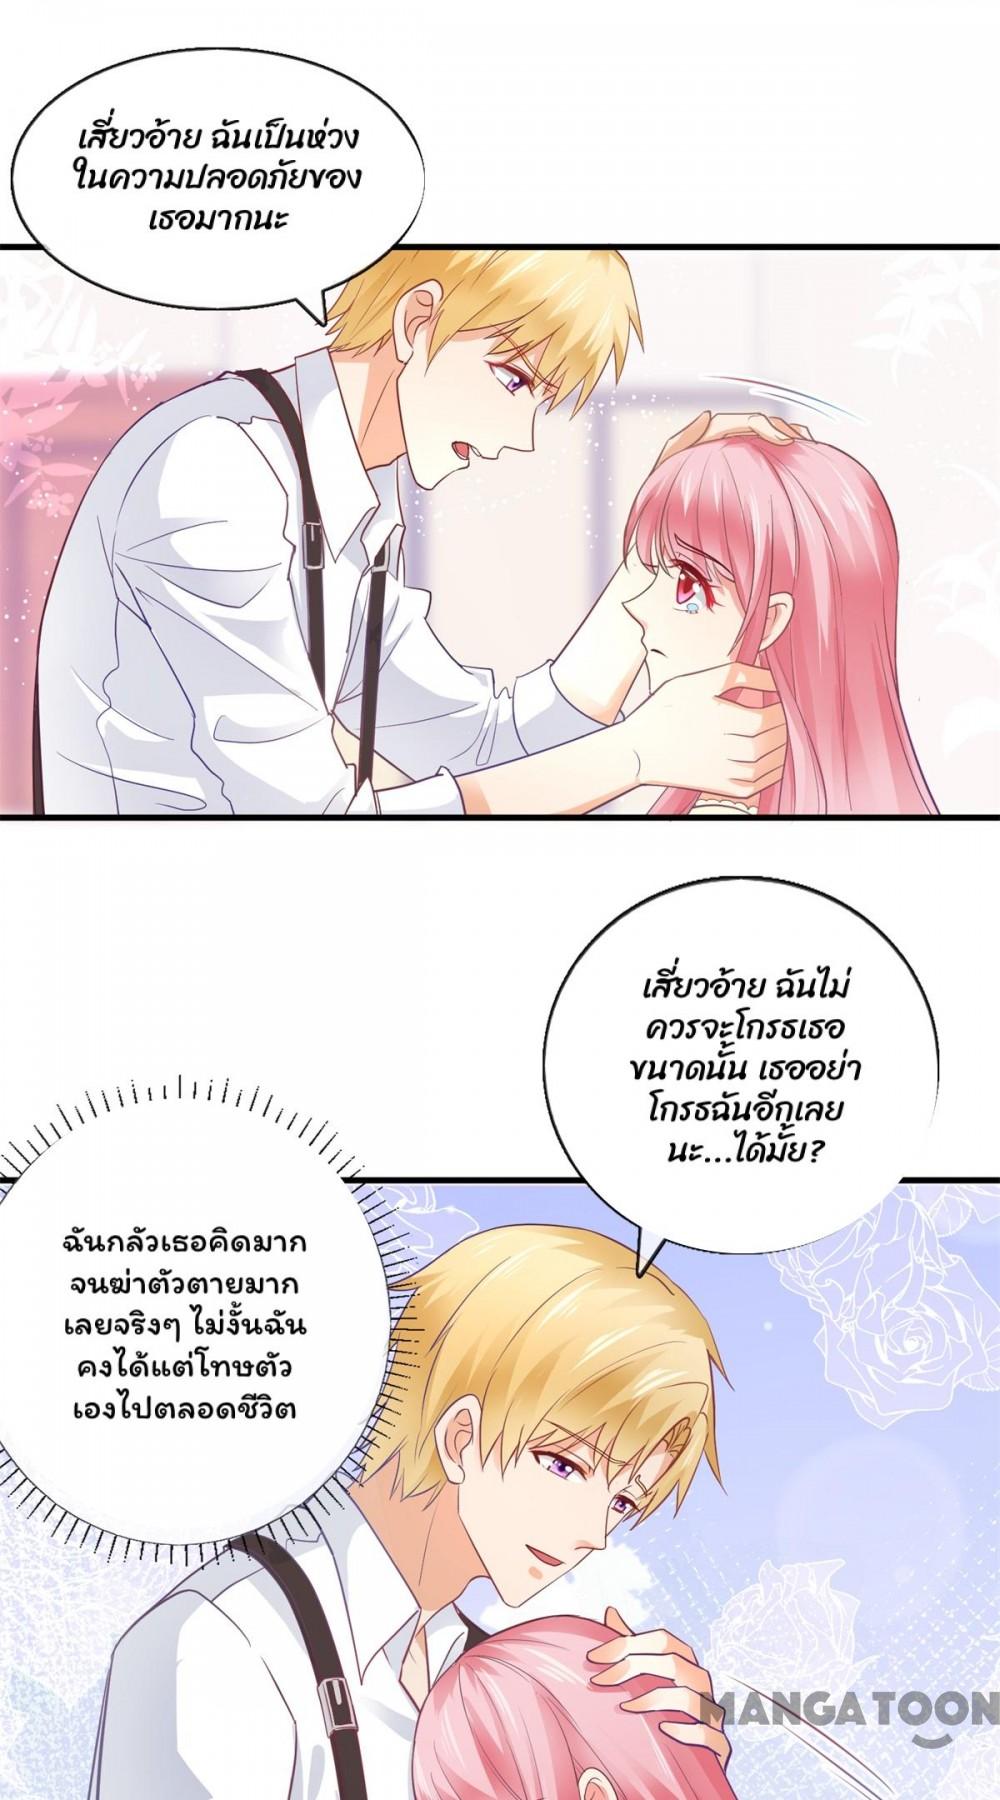 เสี่ยวอ้าย ฉันเป็นห่วง
ในความปลอดภัยของ
เธอมากนะ
เสี่ยวอ้าย ฉันไม่
ควรจะโกรธเธอ
ขนาดนั้น เธออย่า
โกรธฉันอีกเลย
นะ...ได้มั้ย?
ฉันกลัวเธอคิดมาก
จนฆ่าตัวตายมาก
เลยจริงๆ ไม่งั้นฉัน
คงได้แต่โทษตัว
เองไปตลอดชีวิต
MANGATOON